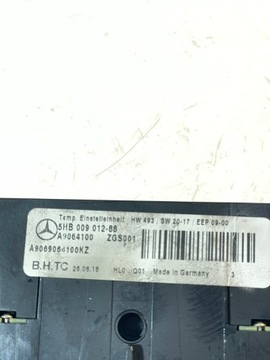 Temp. Einstelleinheit HW 493 SW 20-17 EEP 09-00
5HB 009 012-88
A9064100 ZGS001
A9069064100KZ
B.H.TC 26.06.18 HL0 Q01 Made in Germany 3